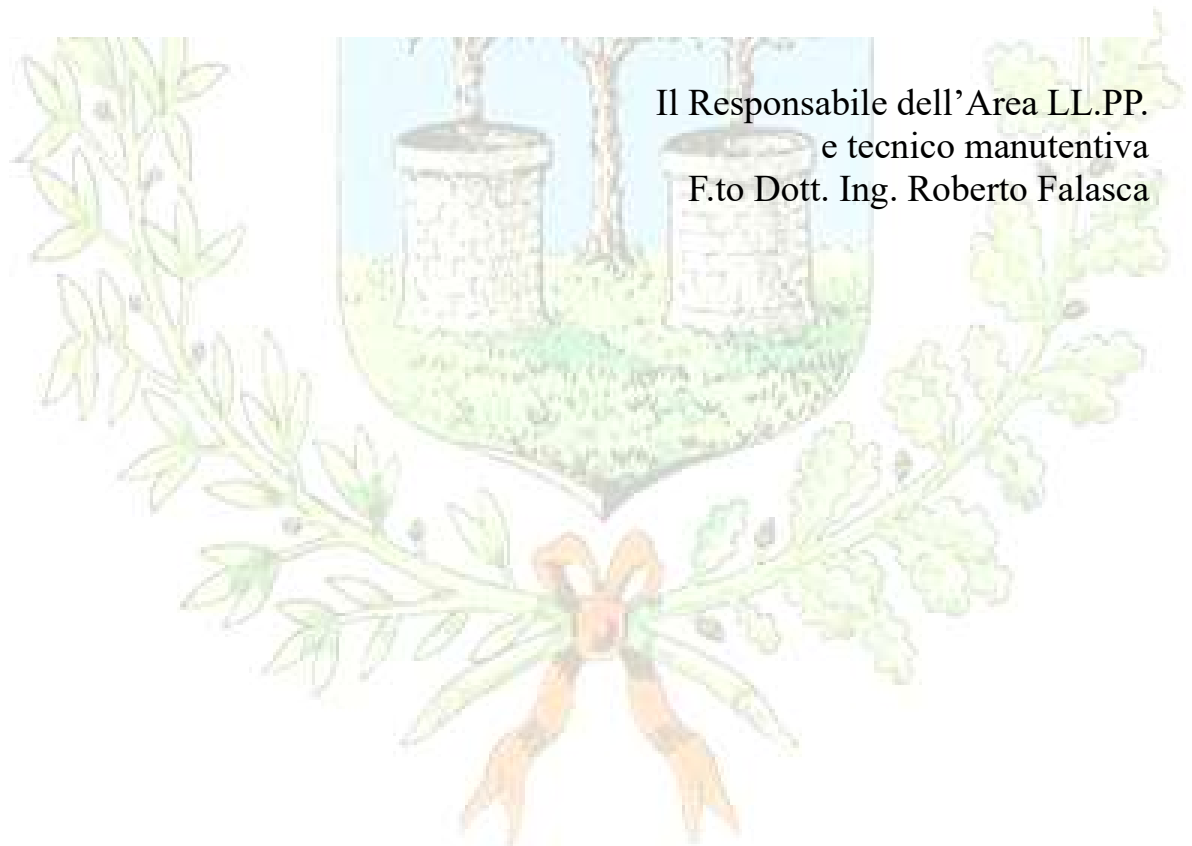 Il Responsabile dell’Area LL.PP.
e tecnico manutentiva
F.to Dott. Ing. Roberto Falasca